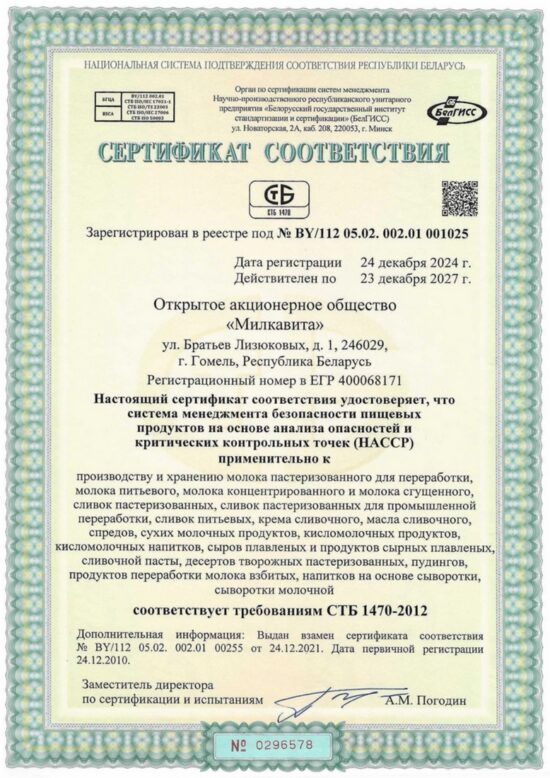 НАЦИОНАЛЬНАЯ СИСТЕМА ПОДТВЕРЖДЕНИЯ СООТВЕТСТВИЯ РЕСПУБЛИКИ БЕЛАРУСЬ
БГЦА
ВЕСА
BY/112 002.01
СТБ ISO/IEC 17021-1
СТБ ISO/TS 22003
СТБ ISO/IEC 27006
СТБ ISO 50003
Орган по сертификации систем менеджмента
Научно-производственного республиканского унитарного
предприятия «Белорусский государственный институт
стандартизации и сертификации» (БелГИСС)
ул. Новаторская, 2А, каб. 208, 220053, г. Минск
БелГИСС
СЕРТИФИКАТ СООТВЕТСТВИЯ
СТБ
СТБ 1470
Зарегистрирован в реестре под № BY/112 05.02. 002.01 001025
Дата регистрации 24 декабря 2024 г.
Действителен по 23 декабря 2027 г.
Открытое акционерное общество
«Милкавита»
ул. Братьев Лизюковых, д. 1, 246029,
г. Гомель, Республика Беларусь
Регистрационный номер в ЕГР 400068171
Настоящий сертификат соответствия удостоверяет, что
система менеджмента безопасности пищевых
продуктов на основе анализа опасностей и
критических контрольных точек (НАССР)
применительно к
производству и хранению молока пастеризованного для переработки,
молока питьевого, молока концентрированного и молока сгущенного,
сливок пастеризованных, сливок пастеризованных для промышленной
переработки, сливок питьевых, крема сливочного, масла сливочного,
спредов, сухих молочных продуктов, кисломолочных продуктов,
кисломолочных напитков, сыров плавленых и продуктов сырных плавленых,
сливочной пасты, десертов творожных пастеризованных, пудингов,
продуктов переработки молока взбитых, напитков на основе сыворотки,
сыворотки молочной
соответствует требованиям СТБ 1470-2012
Дополнительная информация: Выдан взамен сертификата соответствия
№ BY/112 05.02. 002.01 00255 от 24.12.2021. Дата первичной регистрации
24.12.2010.
Заместитель директора
по сертификации и испытаниям А.М. Погодин
№ 0296578